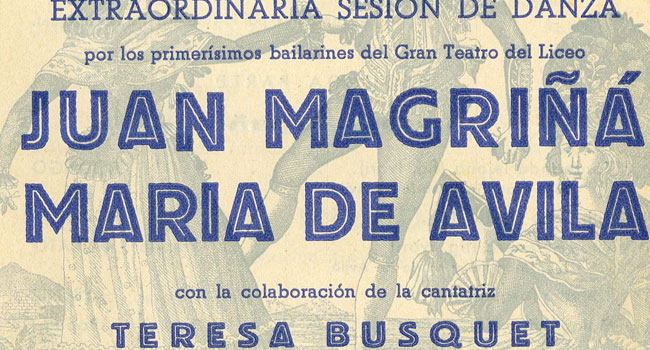 EXTRAORDINARIA SESIÓN DE DANZA
por los primerísimos bailarines del Gran Teatro del Liceo
JUAN MAGRIÑÁ
MARIA DE AVILA
con la colaboración de la cantatriz
TERESA BUSQUET